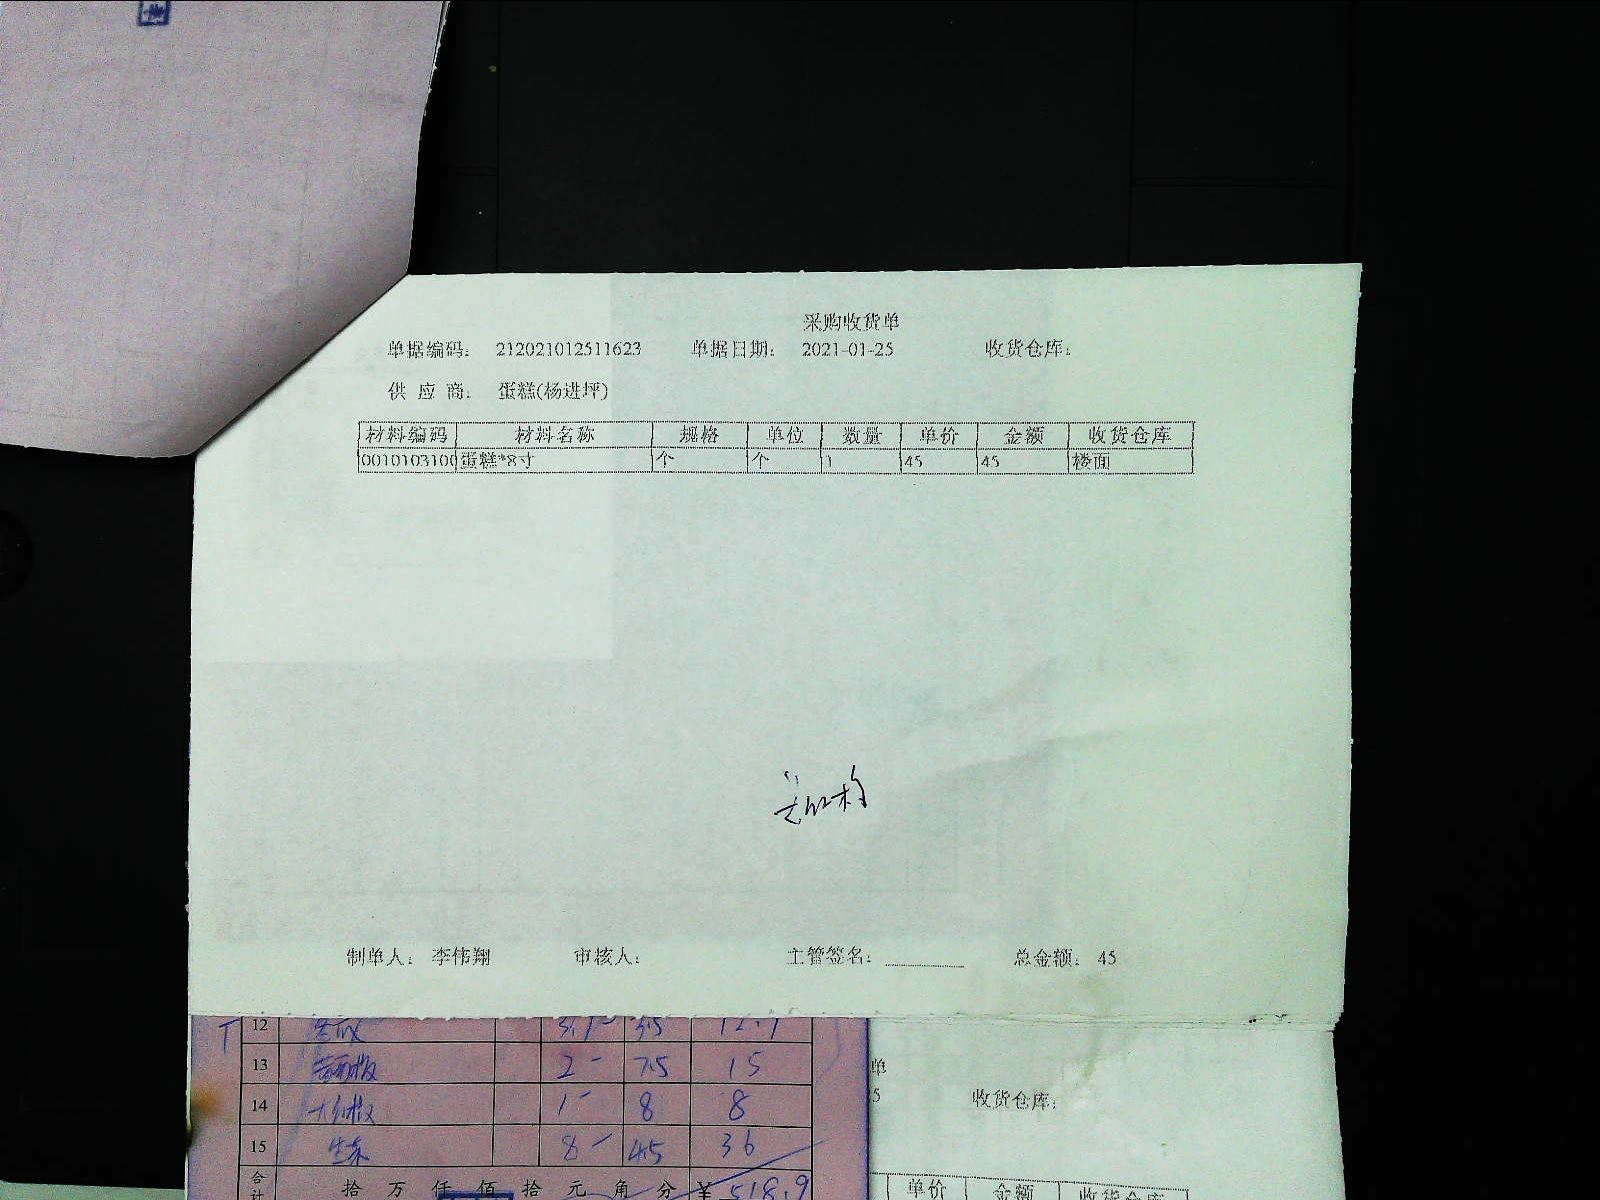 采购收货单
单据编码： 212021012511623 单据日期： 2021-01-25 收货仓库：
供 应 商： 蛋糕(杨进坪)
材料编码 材料名称 规格 单位 数量 单价 金额 收货仓库
0010103100 蛋糕*8寸 个 个 1 45 45 楼面
制单人： 李伟翔 审核人： 主管签名： 总金额： 45
12 3.5
13 2 7.5 15
14 1 8 8
15 8 4.5 36
合计 拾 万 仟 佰 拾 元 角 分 ￥ 518.9
单
5 收货仓库：
单价 金额 收货仓库